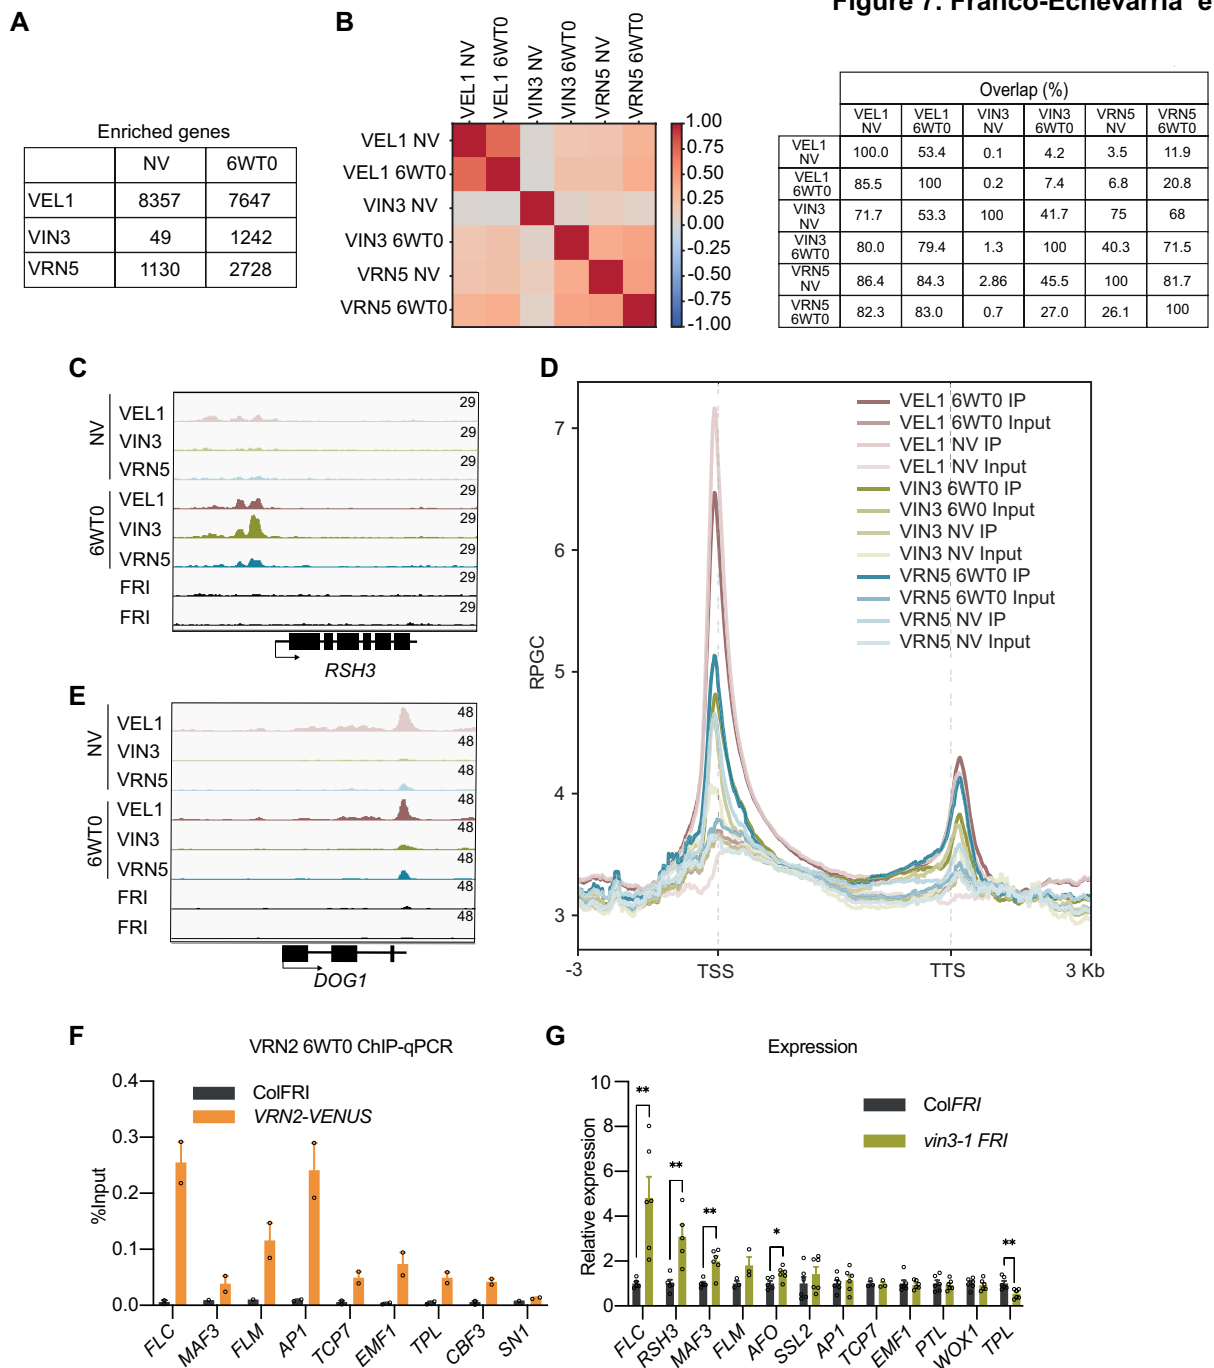 Figure 7. Franco-Echevarría e
A
Enriched genes
NV 6WT0
VEL1 8357 7647
VIN3 49 1242
VRN5 1130 2728
B
VEL1 NV
VEL1 6WT0
VIN3 NV
VIN3 6WT0
VRN5 NV
VRN5 6WT0
VEL1 NV
VEL1 6WT0
VIN3 NV
VIN3 6WT0
VRN5 NV
VRN5 6WT0
1.00
0.75
0.50
0.25
0.00
-0.25
-0.50
-0.75
-1.00
Overlap (%)
VEL1 NV VEL1 6WT0 VIN3 NV VIN3 6WT0 VRN5 NV VRN5 6WT0
VEL1 NV 100.0 53.4 0.1 4.2 3.5 11.9
VEL1 6WT0 85.5 100 0.2 7.4 6.8 20.8
VIN3 NV 71.7 53.3 100 41.7 75 68
VIN3 6WT0 80.0 79.4 1.3 100 40.3 71.5
VRN5 NV 86.4 84.3 2.86 45.5 100 81.7
VRN5 6WT0 82.3 83.0 0.7 27.0 26.1 100
C
NV
VEL1 29
VIN3 29
VRN5 29
6WT0
VEL1 29
VIN3 29
VRN5 29
FRI 29
FRI 29
RSH3
D
RPGC
7
6
5
4
3
-3 TSS TTS 3 Kb
VEL1 6WT0 IP
VEL1 6WT0 Input
VEL1 NV IP
VEL1 NV Input
VIN3 6WT0 IP
VIN3 6W0 Input
VIN3 NV IP
VIN3 NV Input
VRN5 6WT0 IP
VRN5 6WT0 Input
VRN5 NV IP
VRN5 NV Input
E
NV
VEL1 48
VIN3 48
VRN5 48
6WT0
VEL1 48
VIN3 48
VRN5 48
FRI 48
FRI 48
DOG1
F
VRN2 6WT0 ChIP-qPCR
%Input
0.4
0.3
0.2
0.1
0.0
ColFRI
VRN2-VENUS
FLC MAF3 FLM AP1 TCP7 EMF1 TPL CBF3 SN1
G
Expression
Relative expression
10
8
6
4
2
0
ColFRI
vin3-1 FRI
** ** ** * **
FLC RSH3 MAF3 FLM AFO SSL2 AP1 TCP7 EMF1 PTL WOX1 TPL